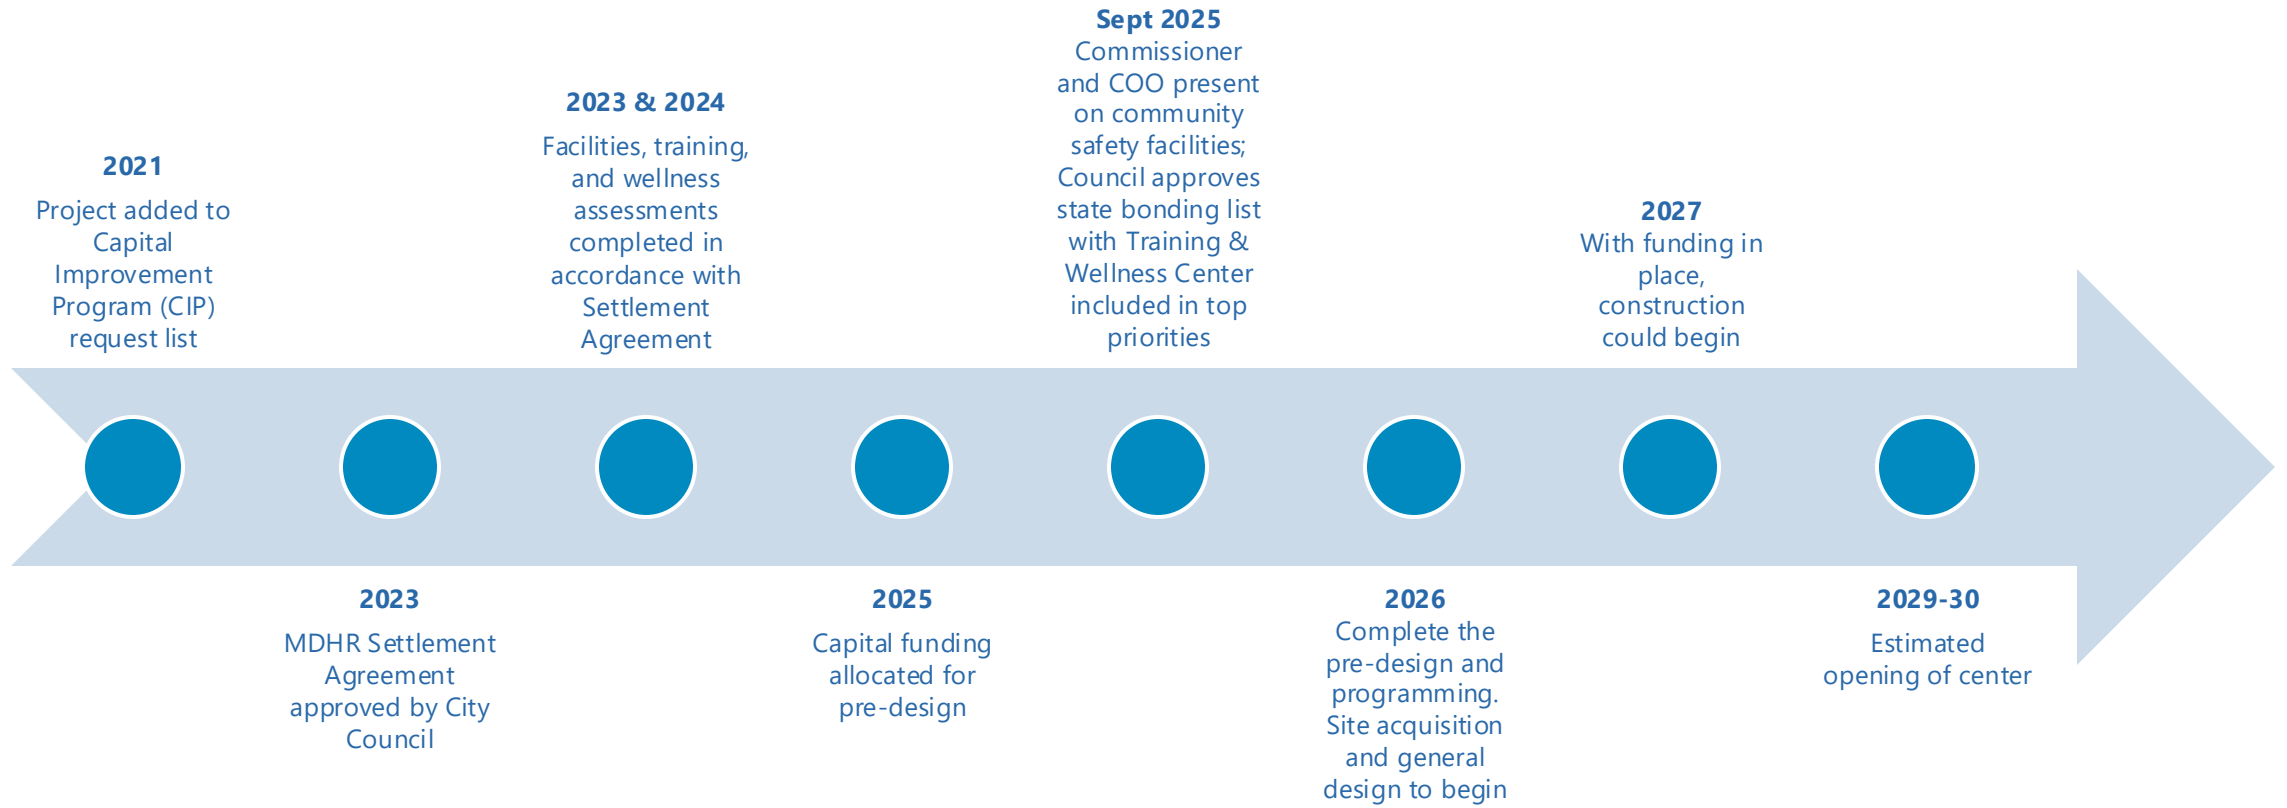 2021
Project added to
Capital
Improvement
Program (CIP)
request list
2023
MDHR Settlement
Agreement
approved by City
Council
2023 & 2024
Facilities, training,
and wellness
assessments
completed in
accordance with
Settlement
Agreement
2025
Capital funding
allocated for
pre-design
Sept 2025
Commissioner
and COO present
on community
safety facilities;
Council approves
state bonding list
with Training &
Wellness Center
included in top
priorities
2026
Complete the
pre-design and
programming.
Site acquisition
and general
design to begin
2027
With funding in
place,
construction
could begin
2029-30
Estimated
opening of center